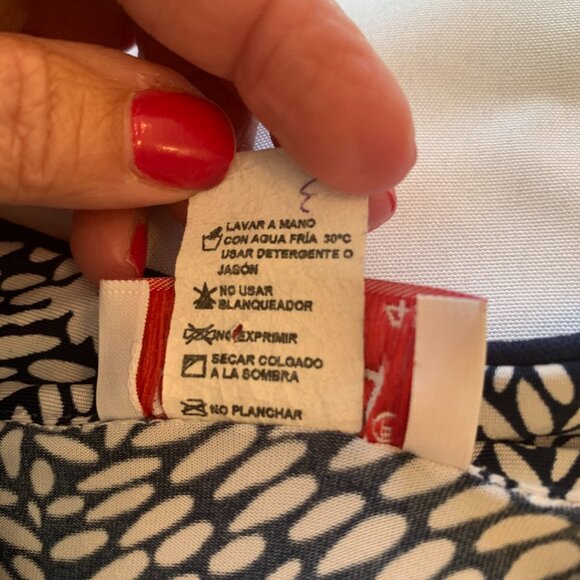 LAVAR A MANO
CON AGUA FRÍA 30°C
USAR DETERGENTE O
JABÓN
NO USAR
BLANQUEADOR
NO EXPRIMIR
SECAR COLGADO
A LA SOMBRA
NO PLANCHAR